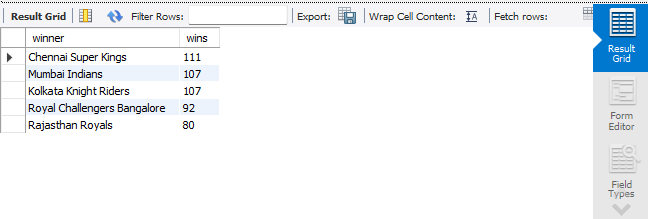 Result Grid Filter Rows: Export: Wrap Cell Content: Fetch rows:
winner wins
Chennai Super Kings 111
Mumbai Indians 107
Kolkata Knight Riders 107
Royal Challengers Bangalore 92
Rajasthan Royals 80
Result
Grid
Form
Editor
Field
Types